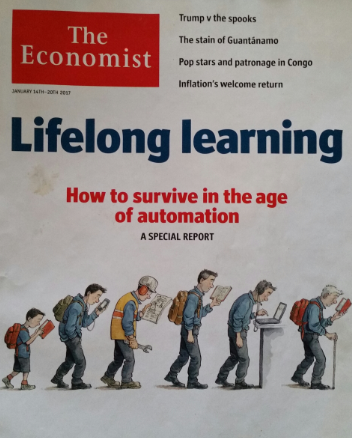 The
Economist
JANUARY 14TH–20TH 2017
Trump v the spooks
The stain of Guantánamo
Pop stars and patronage in Congo
Inflation's welcome return
Lifelong learning
How to survive in the age
of automation
A SPECIAL REPORT